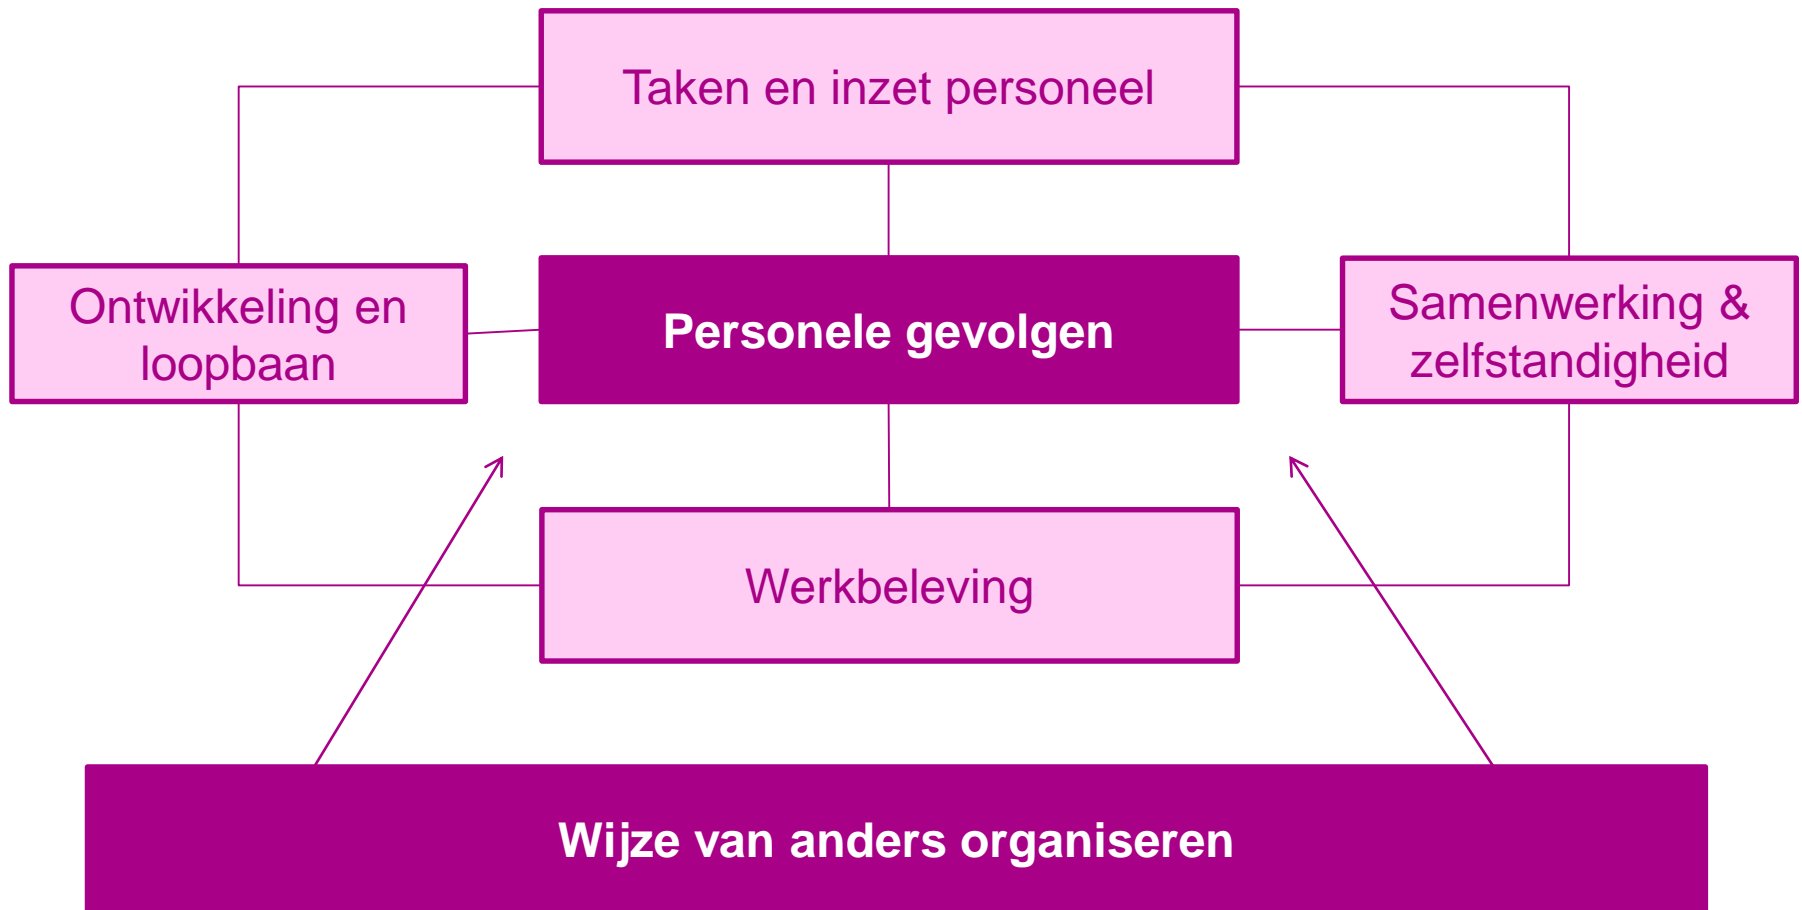 Taken en inzet personeel
Ontwikkeling en
loopbaan
Personele gevolgen
Samenwerking &
zelfstandigheid
Werkbeleving
Wijze van anders organiseren